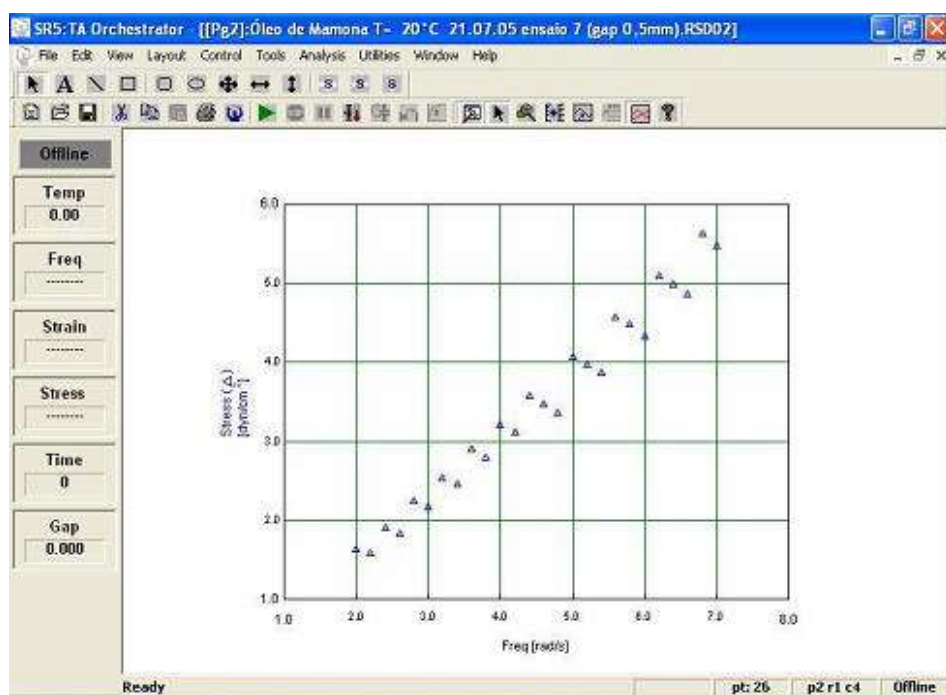 SR5: TA Orchestrator - [[Pg2]:Óleo de Mamona T= 20°C 21.07.05 ensaio 7 (gap 0,5mm).RSD02]
File Edit View Layout Control Tools Analysis Utilities Window Help
A S S S
Offline
Temp
0.00
Freq
--------
Strain
--------
Stress
--------
Time
0
Gap
0.000
6.0
5.0
4.0
3.0
2.0
1.0
Stress (△)
[dyn/cm²]
1.0 2.0 3.0 4.0 5.0 6.0 7.0 8.0
Freq [rad/s]
Ready pt: 26 p2 r1 c4 Offline